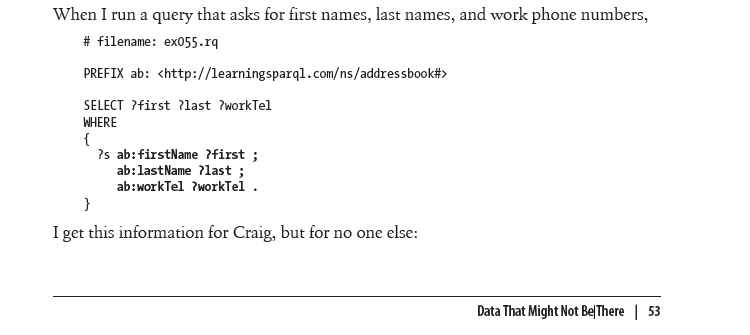 When I run a query that asks for first names, last names, and work phone numbers,
# filename: ex055.rq
PREFIX ab: <http://learningsparql.com/ns/addressbook#>
SELECT ?first ?last ?workTel
WHERE
{
?s ab:firstName ?first ;
ab:lastName ?last ;
ab:workTel ?workTel .
}
I get this information for Craig, but for no one else:
Data That Might Not Be There | 53